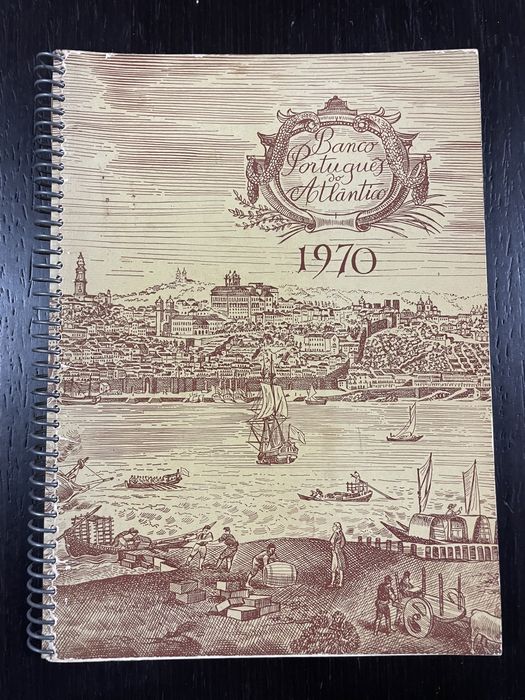 Banco
Português
do
Atlântico
1970